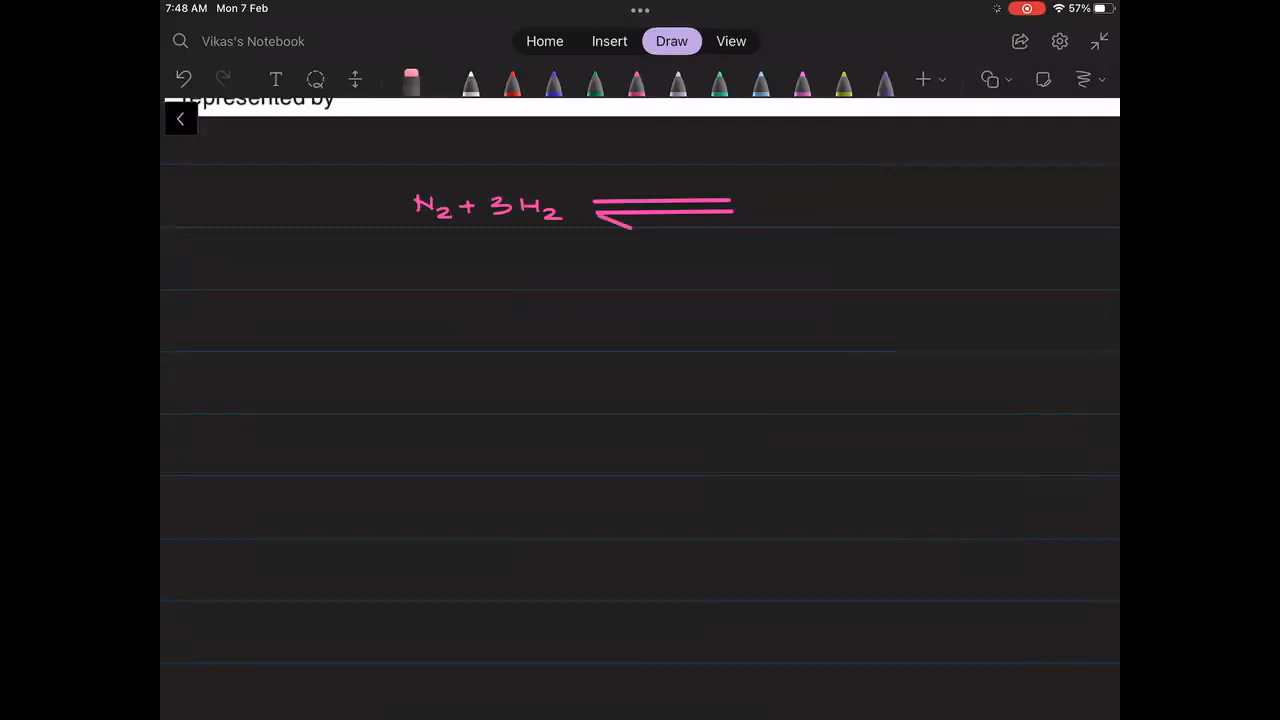 7:48 AM Mon 7 Feb
57%
Vikas's Notebook
Home Insert Draw View
represented by
N₂ + 3H₂ ⇌